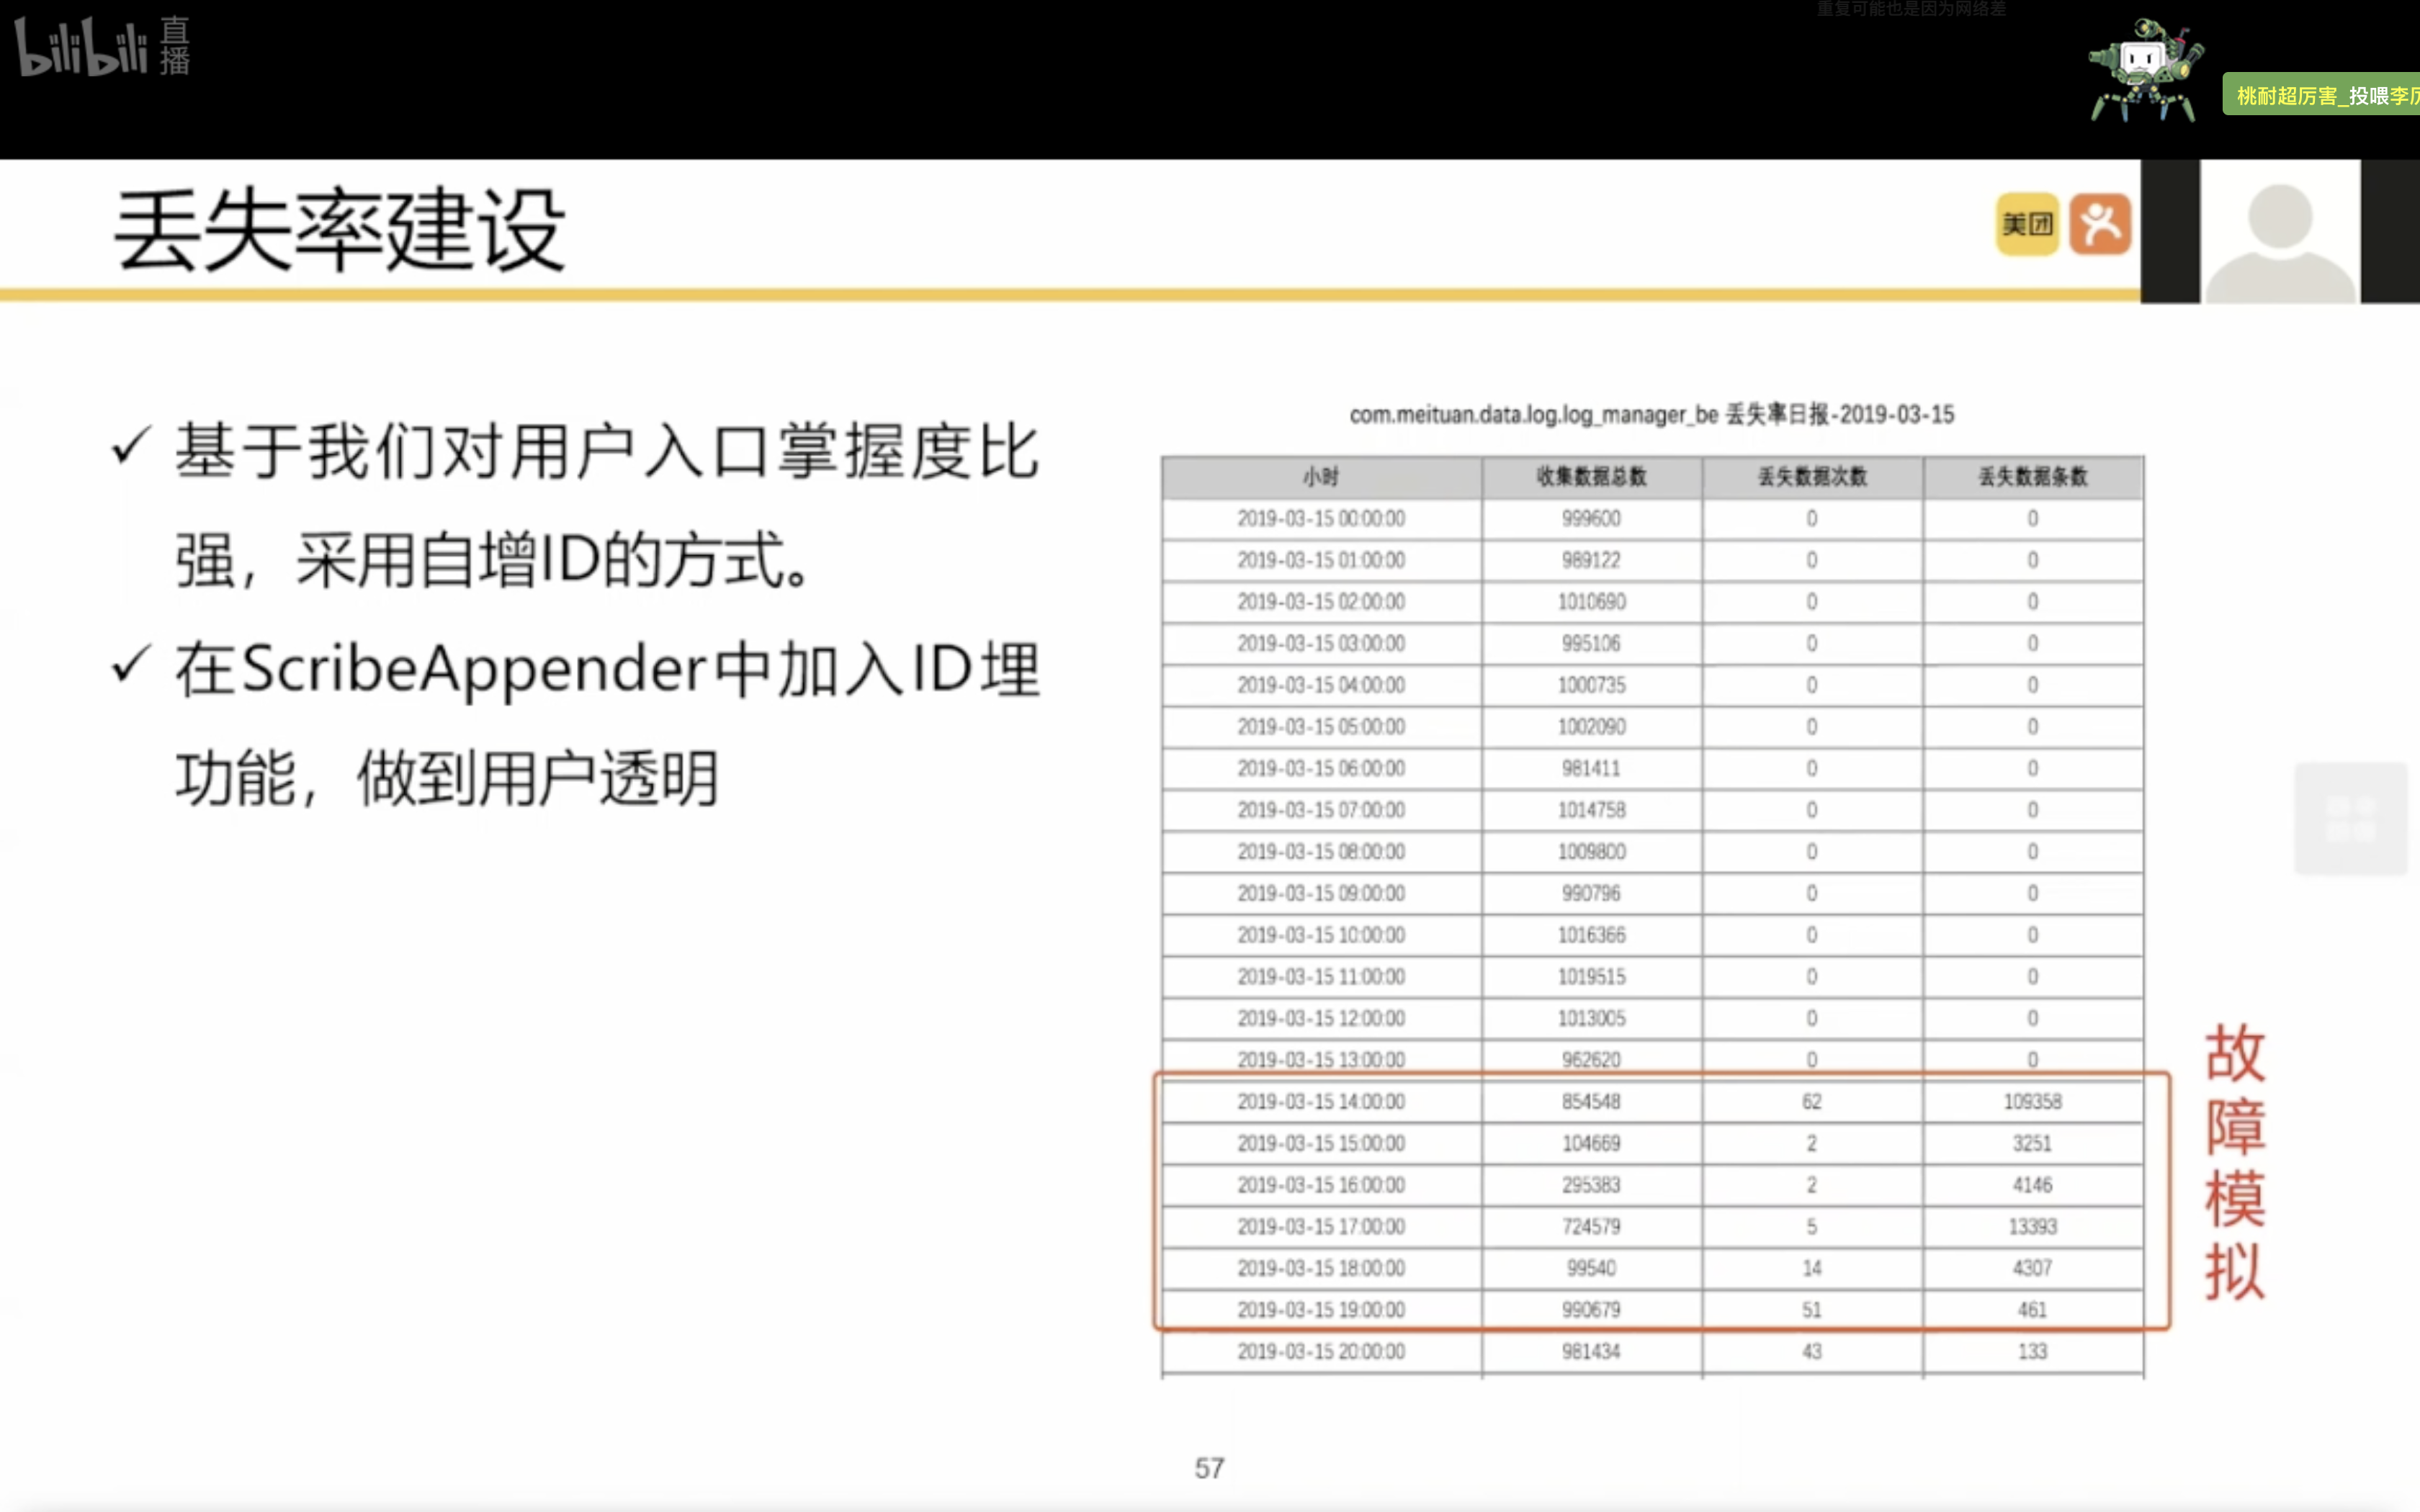 重复可能也是因为网络差
bilibili 直播
桃耐超厉害_投喂李
丢失率建设
美团
✓ 基于我们对用户入口掌握度比
强，采用自增ID的方式。
✓ 在ScribeAppender中加入ID埋
功能，做到用户透明
com.meituan.data.log.log_manager_be 丢失率日报-2019-03-15
小时 收集数据总数 丢失数据次数 丢失数据条数
2019-03-15 00:00:00 999600 0 0
2019-03-15 01:00:00 989122 0 0
2019-03-15 02:00:00 1010690 0 0
2019-03-15 03:00:00 995106 0 0
2019-03-15 04:00:00 1000735 0 0
2019-03-15 05:00:00 1002090 0 0
2019-03-15 06:00:00 981411 0 0
2019-03-15 07:00:00 1014758 0 0
2019-03-15 08:00:00 1009800 0 0
2019-03-15 09:00:00 990796 0 0
2019-03-15 10:00:00 1016366 0 0
2019-03-15 11:00:00 1019515 0 0
2019-03-15 12:00:00 1013005 0 0
2019-03-15 13:00:00 962620 0 0
2019-03-15 14:00:00 854548 62 109358
2019-03-15 15:00:00 104669 2 3251
2019-03-15 16:00:00 295383 2 4146
2019-03-15 17:00:00 724579 5 13393
2019-03-15 18:00:00 99540 14 4307
2019-03-15 19:00:00 990679 51 461
2019-03-15 20:00:00 981434 43 133
故障模拟
57